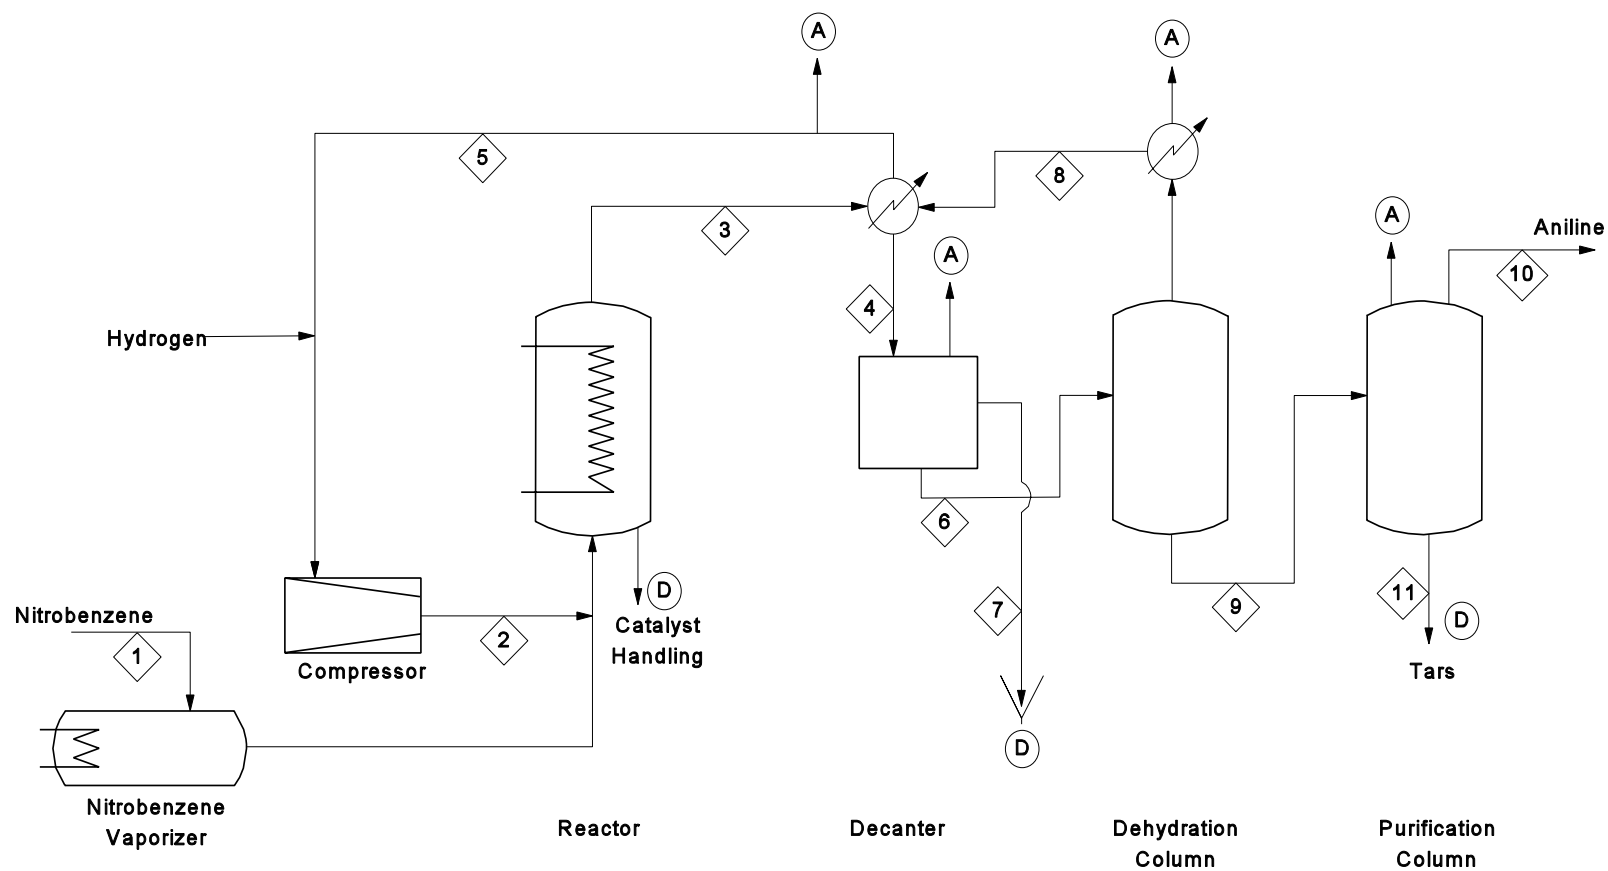 A
A
5
8
3
A
Aniline
10
A
4
Hydrogen
6
D
Catalyst
Handling
11
D
Tars
7
9
Nitrobenzene
1
2
Compressor
D
Nitrobenzene
Vaporizer
Reactor
Decanter
Dehydration
Column
Purification
Column